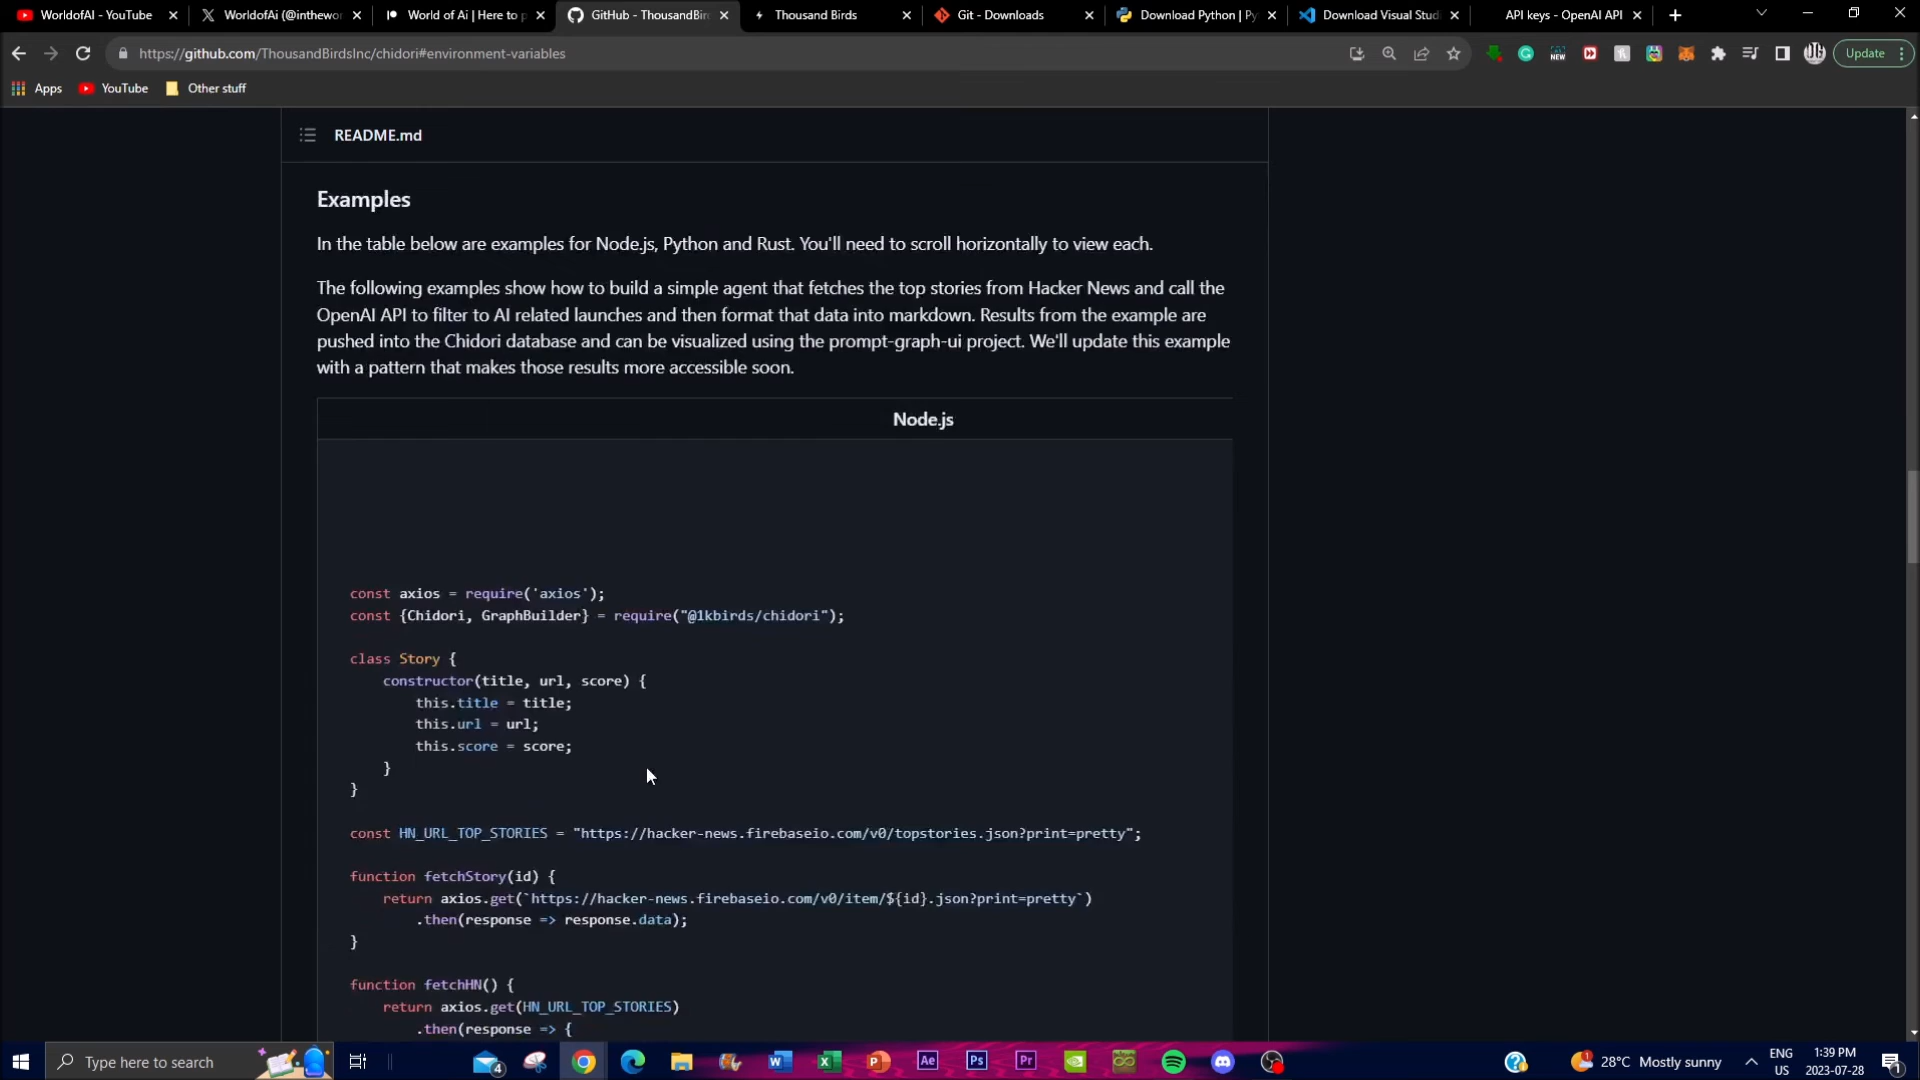 WorldofAI - YouTube
WorldofAi (@inthewor
World of Ai | Here to p
GitHub - ThousandBir
Thousand Birds
Git - Downloads
Download Python | Py
Download Visual Stud
API keys - OpenAI API
https://github.com/ThousandBirdsInc/chidori#environment-variables
NEW
Update
Apps
YouTube
Other stuff
README.md
Examples
In the table below are examples for Node.js, Python and Rust. You'll need to scroll horizontally to view each.
The following examples show how to build a simple agent that fetches the top stories from Hacker News and call the
OpenAI API to filter to AI related launches and then format that data into markdown. Results from the example are
pushed into the Chidori database and can be visualized using the prompt-graph-ui project. We'll update this example
with a pattern that makes those results more accessible soon.
Node.js
const axios = require('axios');
const {Chidori, GraphBuilder} = require("@1kbirds/chidori");
class Story {
constructor(title, url, score) {
this.title = title;
this.url = url;
this.score = score;
}
}
const HN_URL_TOP_STORIES = "https://hacker-news.firebaseio.com/v0/topstories.json?print=pretty";
function fetchStory(id) {
return axios.get(`https://hacker-news.firebaseio.com/v0/item/${id}.json?print=pretty`)
.then(response => response.data);
}
function fetchHN() {
return axios.get(HN_URL_TOP_STORIES)
.then(response => {
Type here to search
4
Ae
Ps
Pr
28°C Mostly sunny
ENG
US
1:39 PM
2023-07-28
1